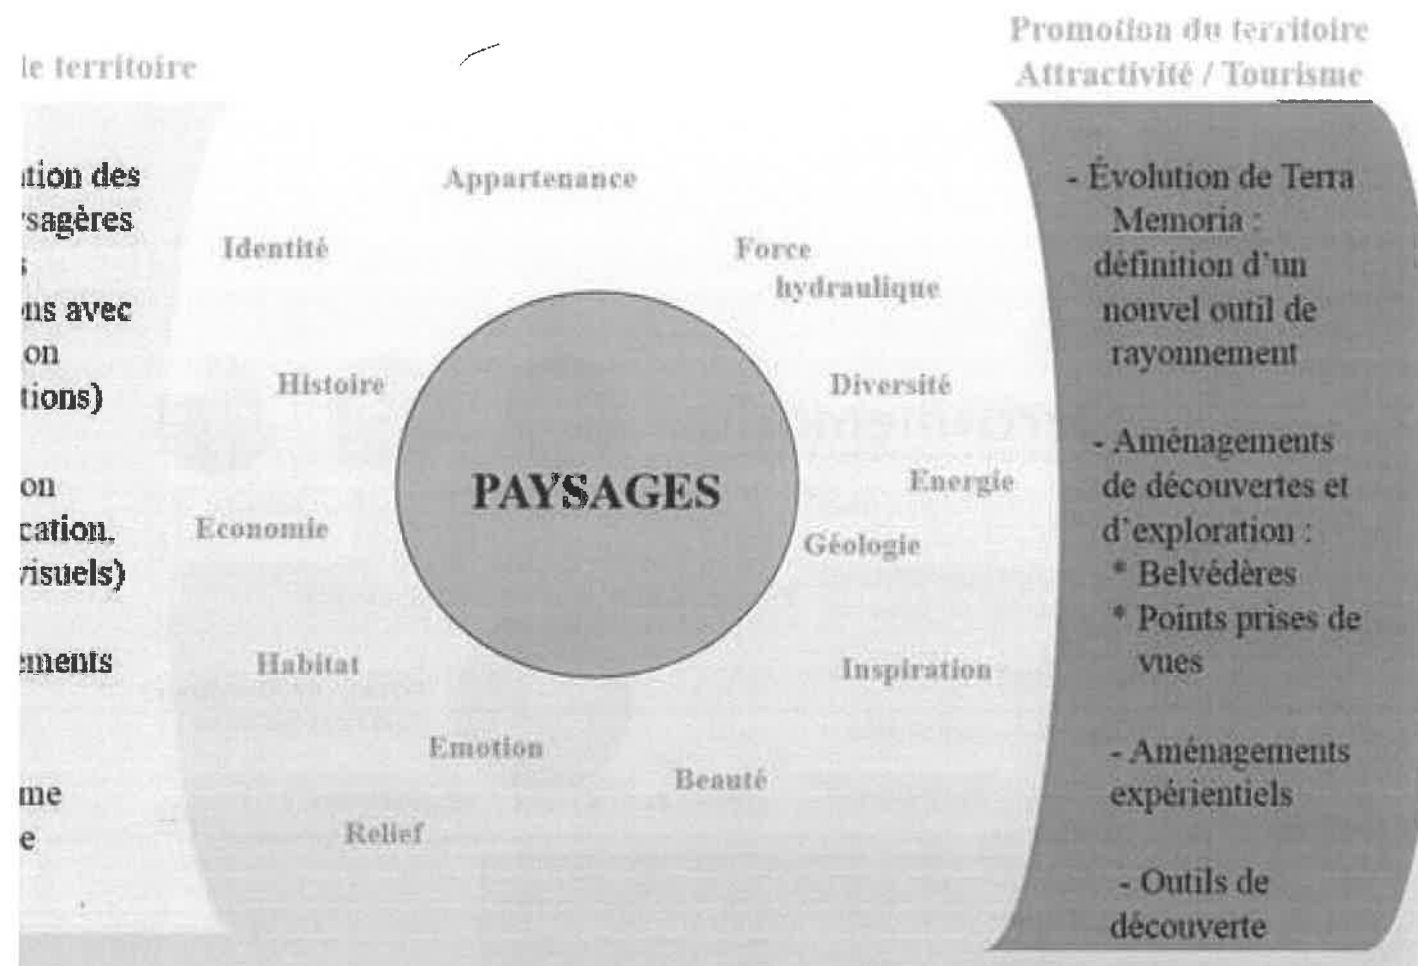 le territoire
Promotion du territoire
Attractivité / Tourisme
sagères
avec
Appartenance
Identité
Force
hydraulique
Histoire
Diversité
PAYSAGES
Energie
Economie
Géologie
Habitat
Inspiration
Emotion
Beauté
Relief
- Évolution de Terra
Memoria :
définition d'un
nouvel outil de
rayonnement
- Aménagements
de découvertes et
d'exploration :
* Belvédères
* Points prises de
vues
- Aménagements
expérientiels
- Outils de
découverte